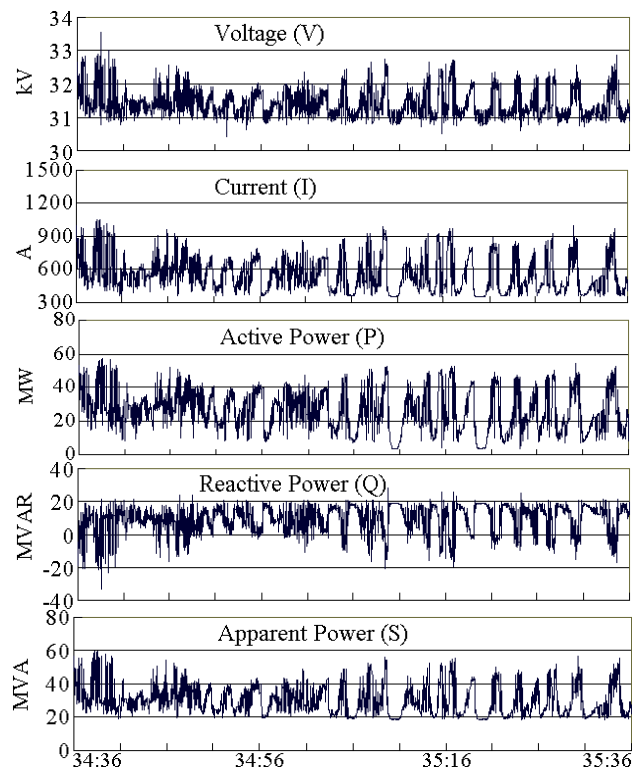 Voltage (V)
kV
34
33
32
31
30
Current (I)
A
1500
1200
900
600
300
Active Power (P)
MW
80
60
40
20
0
Reactive Power (Q)
MVAR
40
20
0
-20
-40
Apparent Power (S)
MVA
80
60
40
20
0
34:36 34:56 35:16 35:36